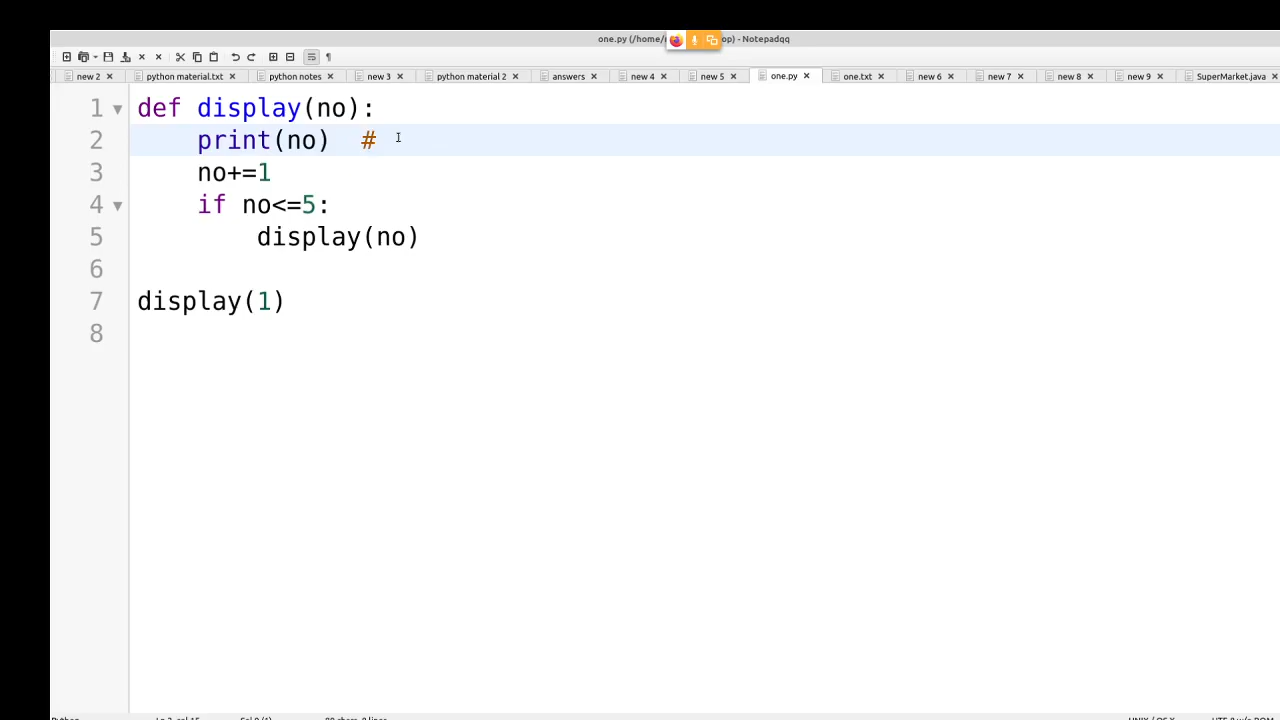 one.py (/home/ op) - Notepadqq
new 2 python material.txt python notes new 3 python material 2 answers new 4 new 5 one.py one.txt new 6 new 7 new 8 new 9 SuperMarket.java
1 def display(no):
2 print(no) #
3 no+=1
4 if no<=5:
5 display(no)
6
7 display(1)
8